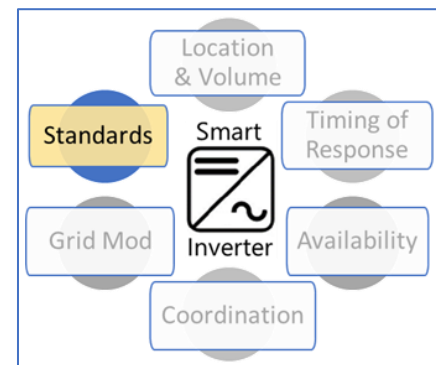 Location
& Volume
Standards
Smart
Timing of
Response
Grid Mod
Inverter
Availability
Coordination